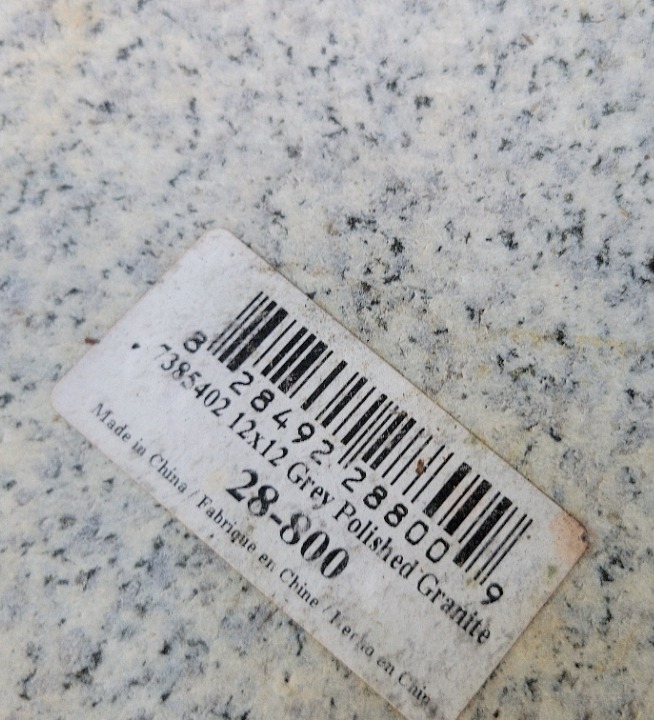 8 28492 28800 9
7385402 12x12 Grey Polished Granite
28-800
Made in China / Fabrique en Chine / Hecho en Chin